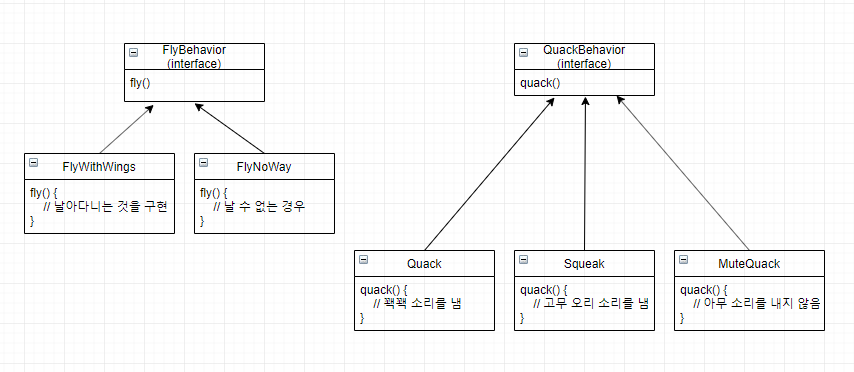 FlyBehavior
(interface)
fly()
QuackBehavior
(interface)
quack()
FlyWithWings
fly() {
// 날아다니는 것을 구현
}
FlyNoWay
fly() {
// 날 수 없는 경우
}
Quack
quack() {
// 꽥꽥 소리를 냄
}
Squeak
quack() {
// 고무 오리 소리를 냄
}
MuteQuack
quack() {
// 아무 소리를 내지 않음
}